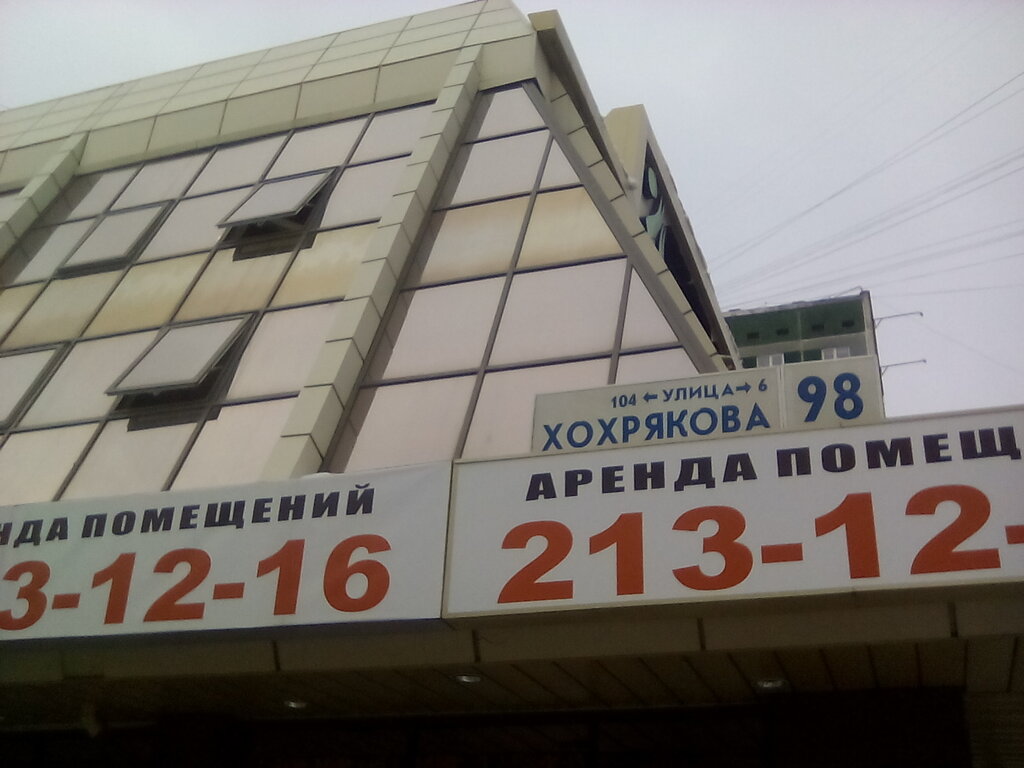 104 ← УЛИЦА → 6
ХОХРЯКОВА
98
НДА ПОМЕЩЕНИЙ
3-12-16
АРЕНДА ПОМЕЩ
213-12-